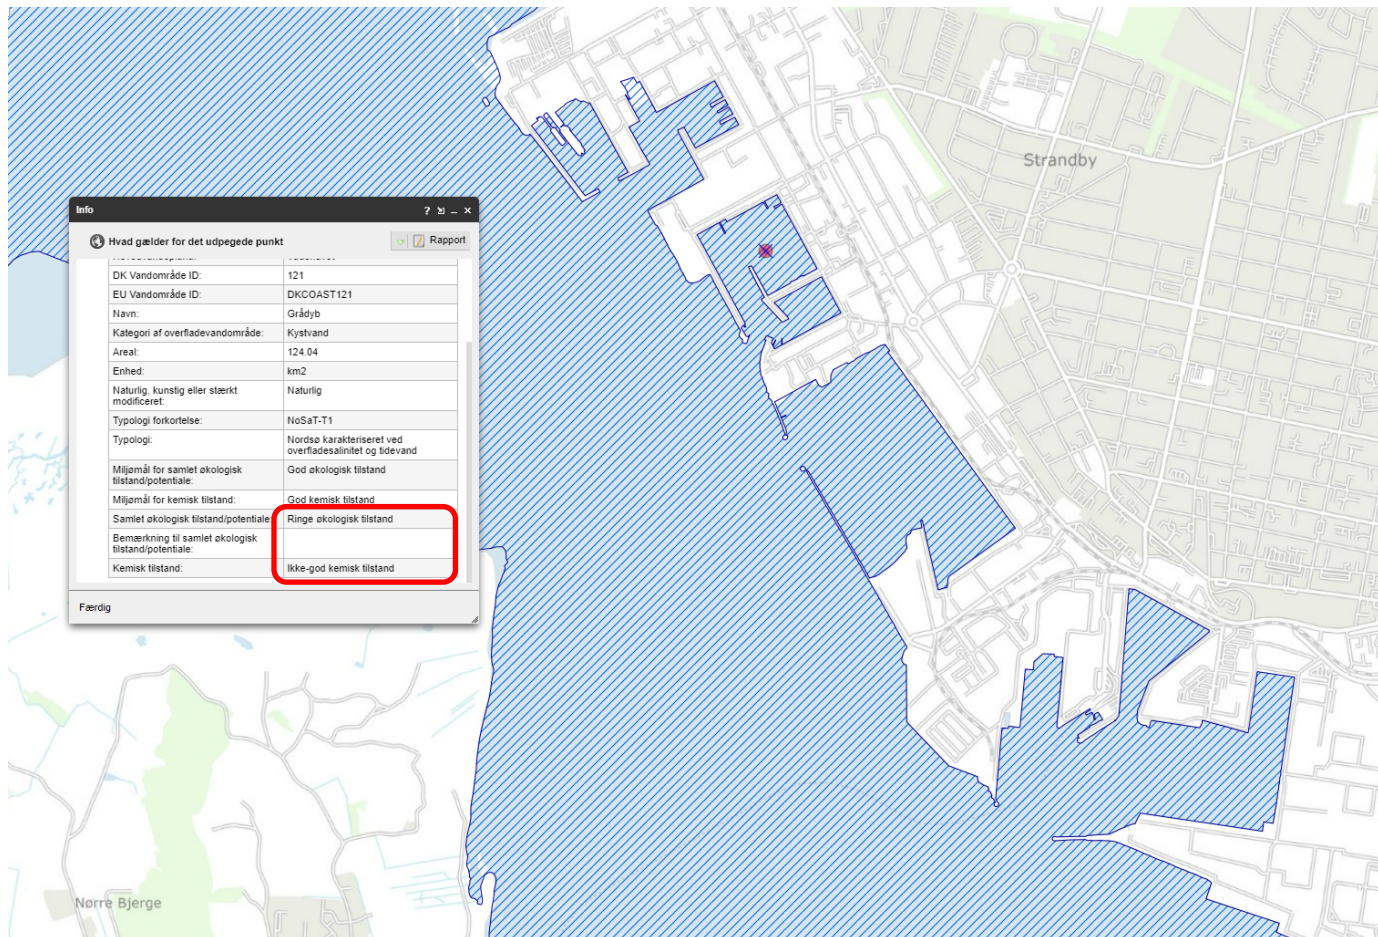 Info
? _ ×
Hvad gælder for det udpegede punkt
Rapport
DK Vandområde ID: 121
EU Vandområde ID: DKCOAST121
Navn: Grådyb
Kategori af overfladevandområde: Kystvand
Areal: 124.04
Enhed: km2
Naturlig, kunstig eller stærkt modificeret: Naturlig
Typologi forkortelse: NoSaT-T1
Typologi: Nordsø karakteriseret ved overfladesalinitet og tidevand
Miljømål for samlet økologisk tilstand/potentiale: God økologisk tilstand
Miljømål for kemisk tilstand: God kemisk tilstand
Samlet økologisk tilstand/potentiale: Ringe økologisk tilstand
Bemærkning til samlet økologisk tilstand/potentiale:
Kemisk tilstand: Ikke-god kemisk tilstand
Færdig
Strandby
Nørre Bjerge